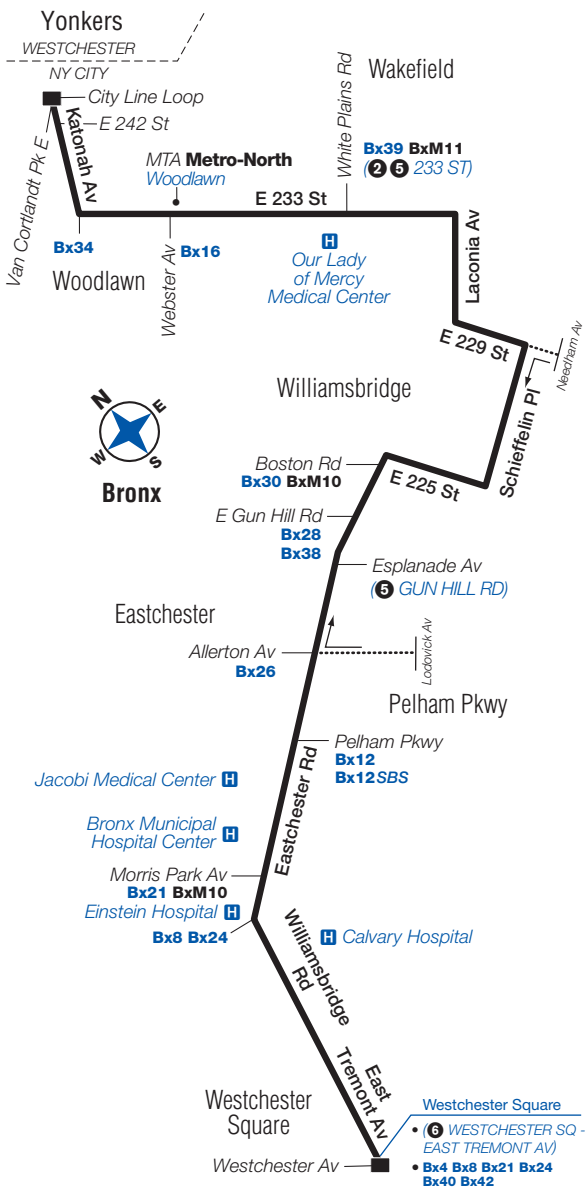 Yonkers
WESTCHESTER
NY CITY
City Line Loop
E 242 St
Katonah Av
Van Cortlandt Pk E
MTA Metro-North
Woodlawn
White Plains Rd
Wakefield
Bx39 BxM11
(2 5 233 ST)
E 233 St
Bx34
Woodlawn
Webster Av
Bx16
H
Our Lady
of Mercy
Medical Center
Laconia Av
E 229 St
Needham Av
Schieffelin Pl
Williamsbridge
N
E
W
S
Bronx
Boston Rd
Bx30 BxM10
E 225 St
E Gun Hill Rd
Bx28
Bx38
Esplanade Av
(5 GUN HILL RD)
Eastchester
Allerton Av
Bx26
Lodovick Av
Pelham Pkwy
Pelham Pkwy
Bx12
Bx12SBS
Eastchester Rd
Jacobi Medical Center H
Bronx Municipal
Hospital Center H
Morris Park Av
Bx21 BxM10
Einstein Hospital H
Bx8 Bx24
Williamsbridge
Rd
H Calvary Hospital
East
Tremont Av
Westchester
Square
Westchester Av
Westchester Square
• (6 WESTCHESTER SQ -
EAST TREMONT AV)
• Bx4 Bx8 Bx21 Bx24
Bx40 Bx42